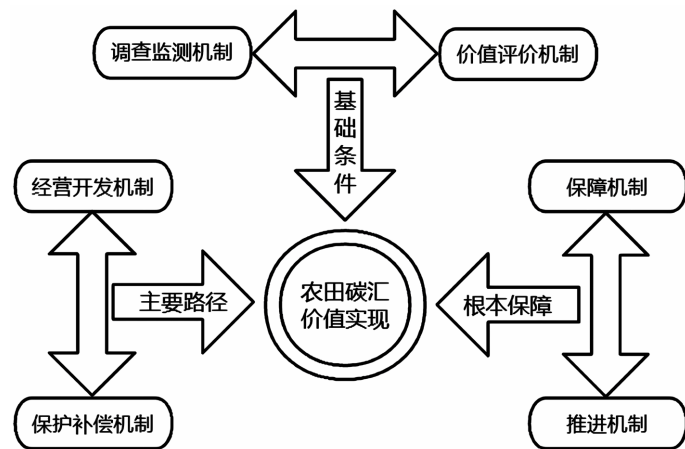 调查监测机制
价值评价机制
基础条件
经营开发机制
保障机制
主要路径
农田碳汇
价值实现
根本保障
保护补偿机制
推进机制